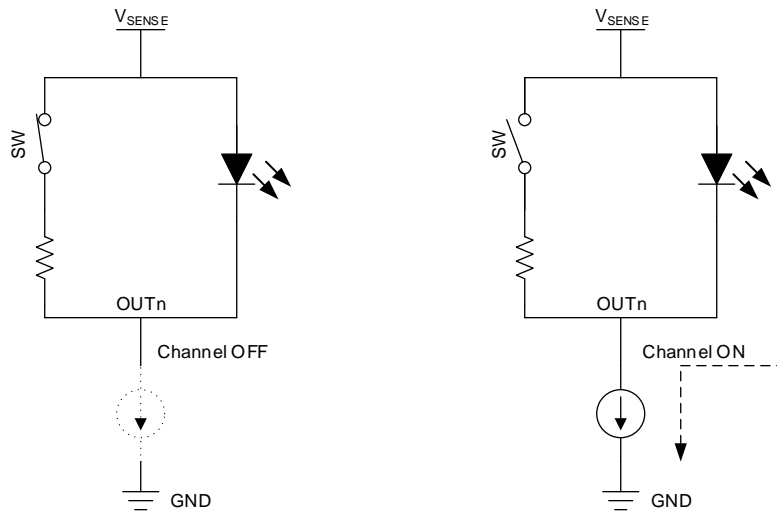 VSENSE
SW
OUTn
Channel OFF
GND
VSENSE
SW
OUTn
Channel ON
GND